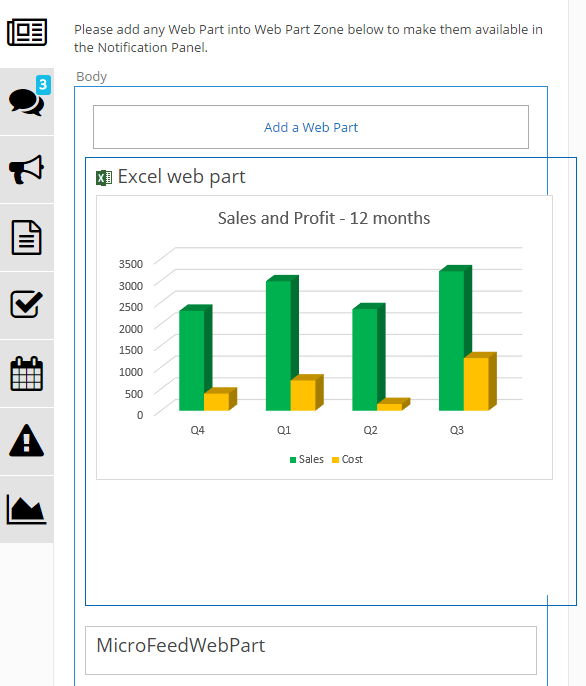 Please add any Web Part into Web Part Zone below to make them available in
the Notification Panel.
3
Body
Add a Web Part
Excel web part
Sales and Profit - 12 months
3500
3000
2500
2000
1500
1000
500
0
Q4 Q1 Q2 Q3
Sales Cost
MicroFeedWebPart